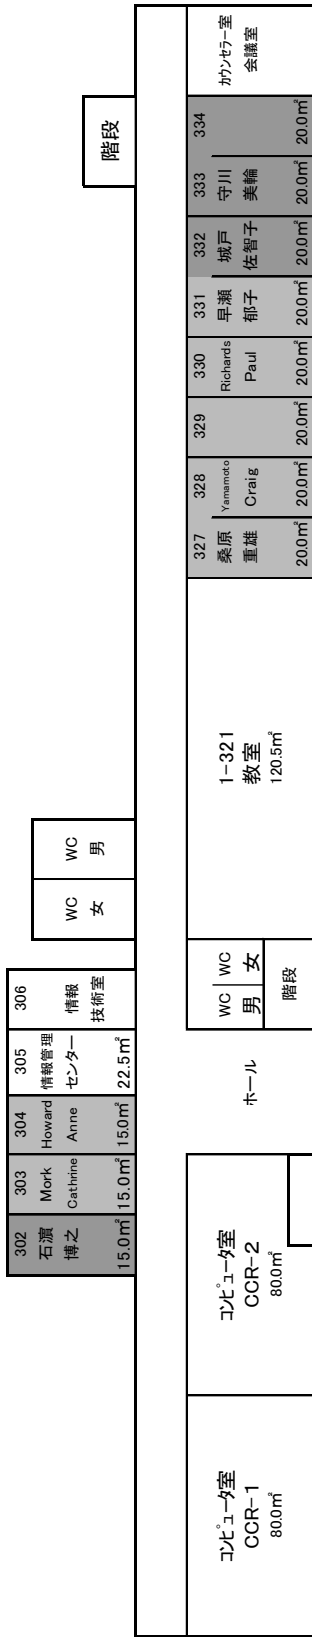 階段
WC
男
WC
女
306
情報
技術室
305
情報管理
センター
22.5㎡
304
Howard
Anne
15.0㎡
303
Mork
Cathrine
15.0㎡
302
石濵
博之
15.0㎡
カウンセラー室
会議室
334
20.0㎡
333
守川
美輪
20.0㎡
332
城戸
佐智子
20.0㎡
331
早瀬
郁子
20.0㎡
330
Richards
Paul
20.0㎡
329
20.0㎡
328
Yamamoto
Craig
20.0㎡
327
桑原
重雄
20.0㎡
1-321
教室
120.5㎡
WC
女
WC
男
階段
ホール
コンピュータ室
CCR-2
80.0㎡
コンピュータ室
CCR-1
80.0㎡